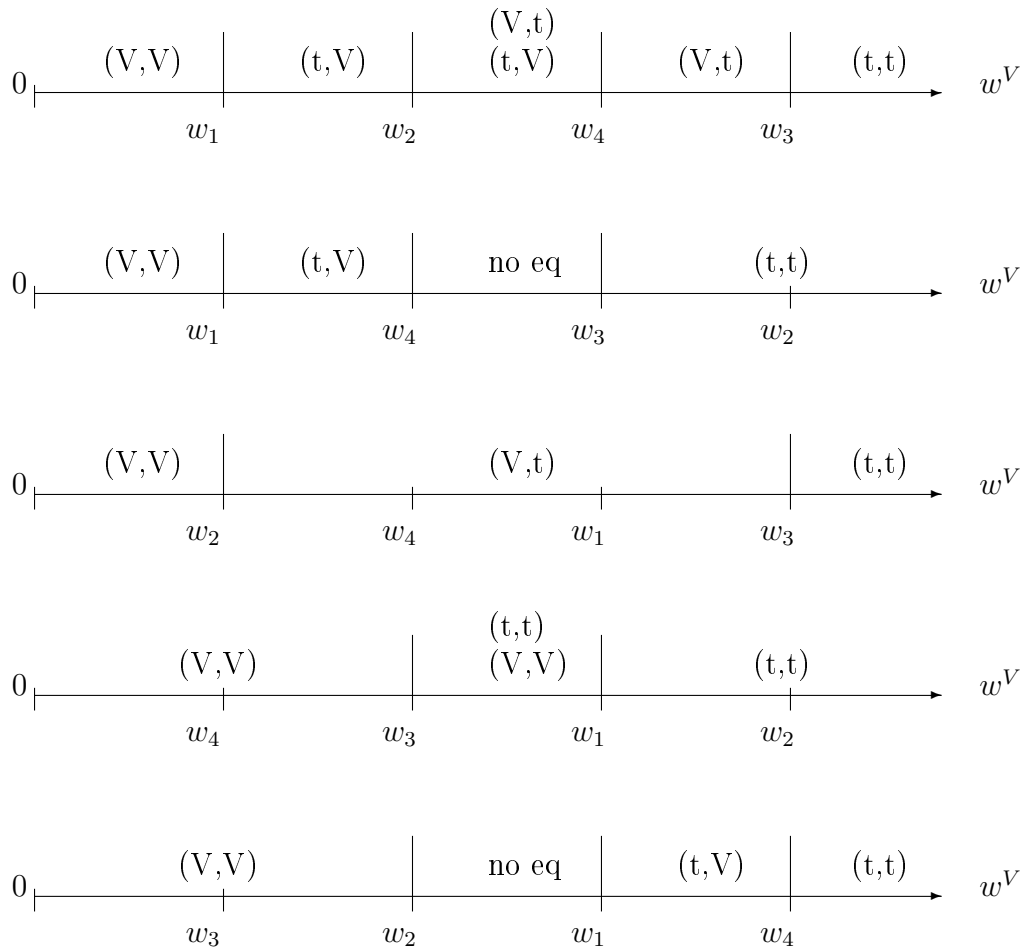 (V,t)
(V,V) (t,V) (t,V) (V,t) (t,t)
0 w^V
w_1 w_2 w_4 w_3
(V,V) (t,V) no eq (t,t)
0 w^V
w_1 w_4 w_3 w_2
(V,V) (V,t) (t,t)
0 w^V
w_2 w_4 w_1 w_3
(t,t)
(V,V) (V,V) (t,t)
0 w^V
w_4 w_3 w_1 w_2
(V,V) no eq (t,V) (t,t)
0 w^V
w_3 w_2 w_1 w_4